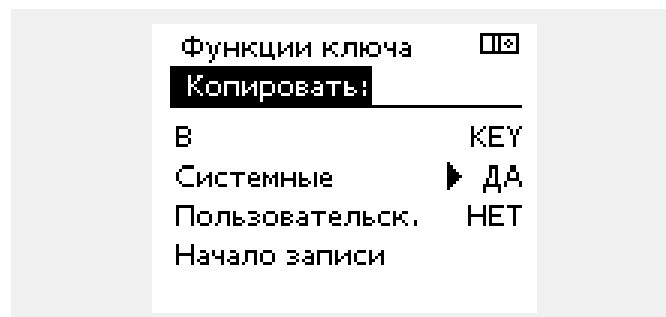 Функции ключа
Копировать:
В KEY
Системные ▶ ДА
Пользовательск. НЕТ
Начало записи